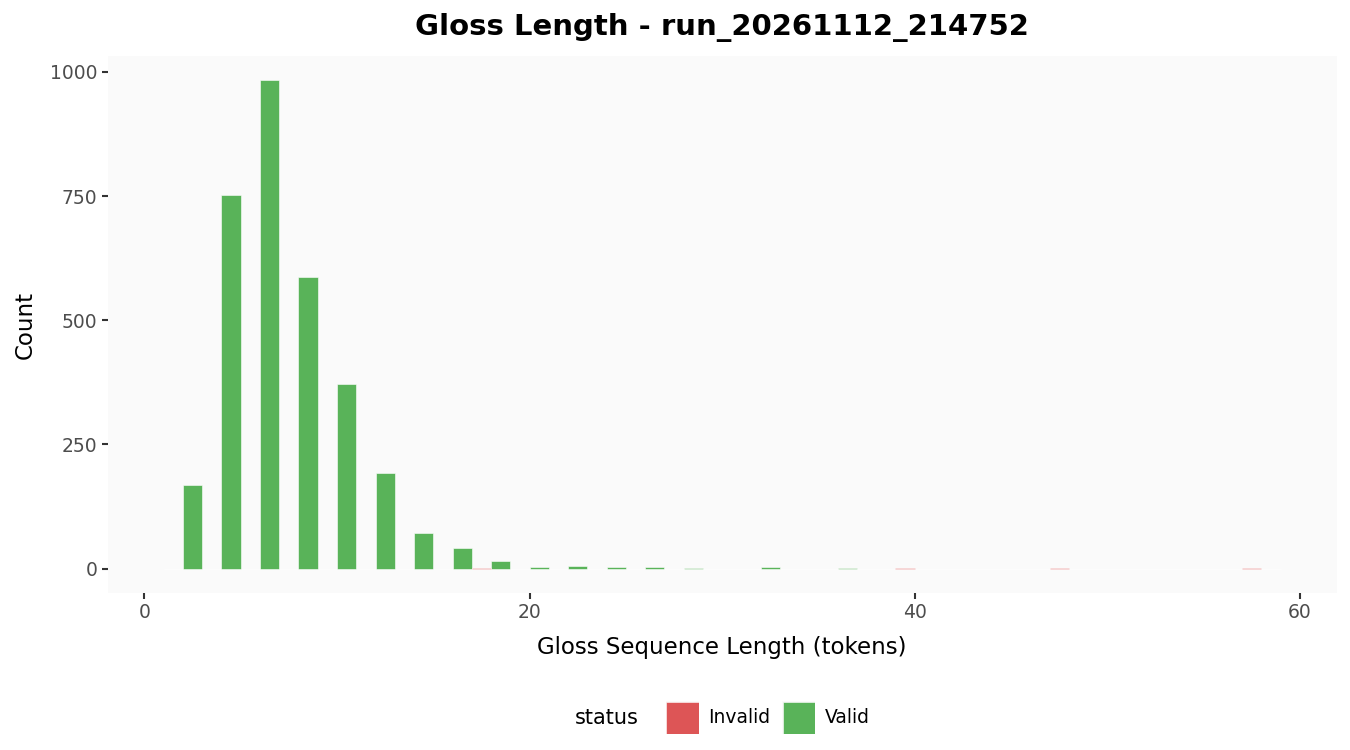 Gloss Length - run_20261112_214752
1000
750
500
250
0
Count
0 20 40 60
Gloss Sequence Length (tokens)
status Invalid Valid